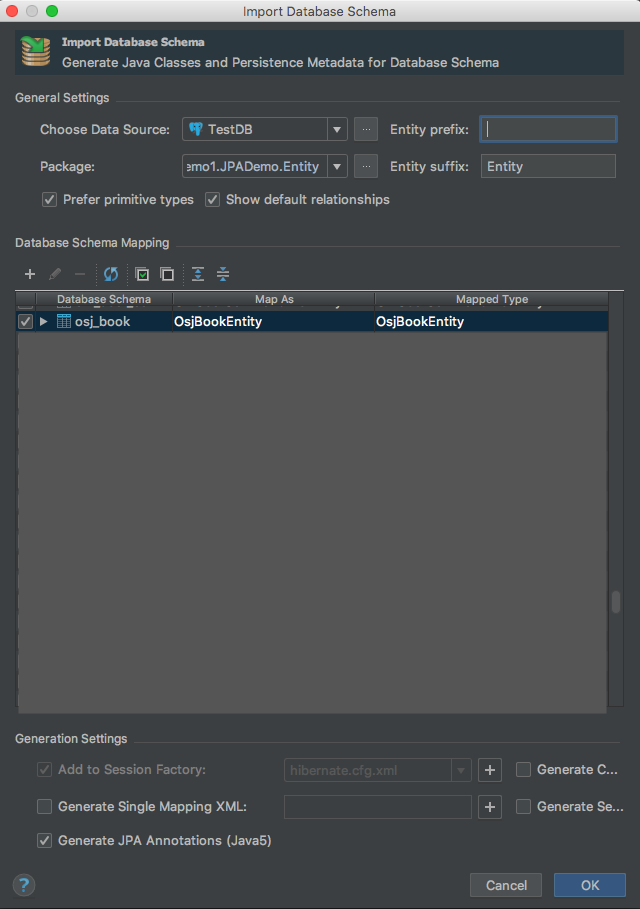 Import Database Schema
Import Database Schema
Generate Java Classes and Persistence Metadata for Database Schema
General Settings
Choose Data Source: TestDB ... Entity prefix:
Package: emo1.JPADemo.Entity ... Entity suffix: Entity
Prefer primitive types Show default relationships
Database Schema Mapping
Database Schema Map As Mapped Type
osj_book OsjBookEntity OsjBookEntity
Generation Settings
Add to Session Factory: hibernate.cfg.xml + Generate C...
Generate Single Mapping XML: + Generate Se...
Generate JPA Annotations (Java5)
? Cancel OK